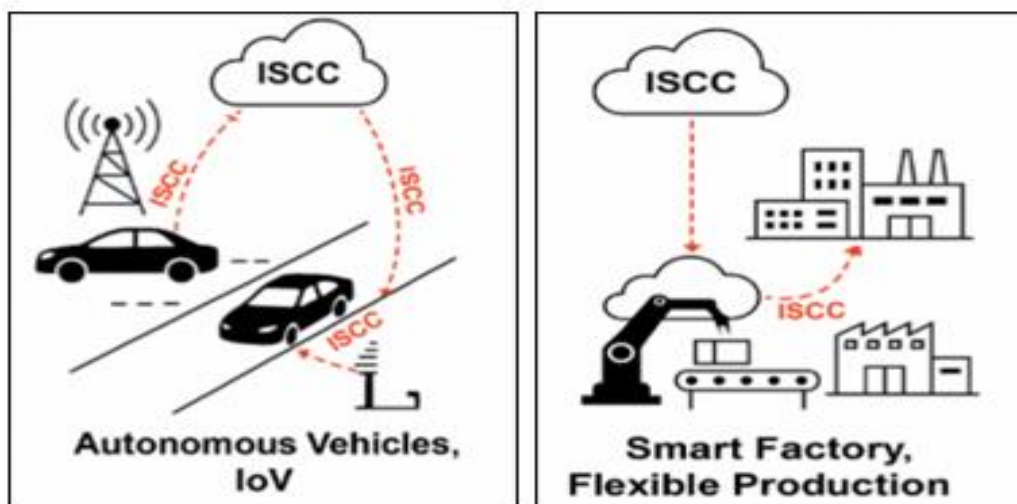 ISCC
ISCC
ISCC
ISCC
Autonomous Vehicles,
IoV
ISCC
ISCC
Smart Factory,
Flexible Production